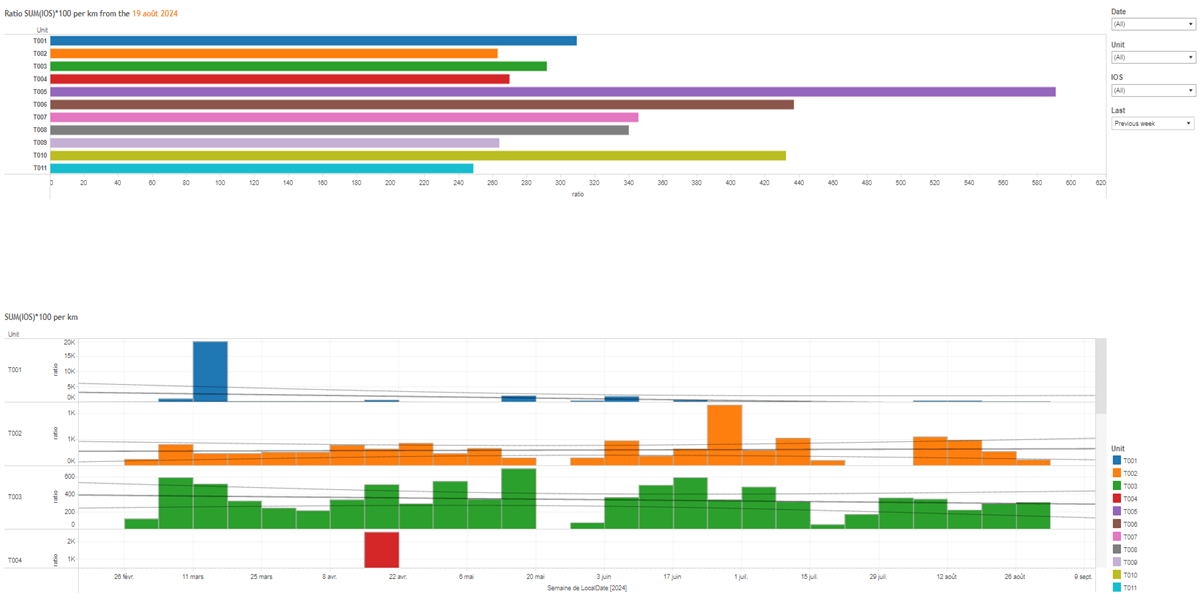 Ratio SUM(IOS)*100 per km from the 19 août 2024
Unit
T001
T002
T003
T004
T005
T006
T007
T008
T009
T010
T011
0 20 40 60 80 100 120 140 160 180 200 220 240 260 280 300 320 340 360 380 400 420 440 460 480 500 520 540 560 580 600 620
ratio
Date
(All)
Unit
(All)
IOS
(All)
Last
Previous week
SUM(IOS)*100 per km
Unit
T001
ratio
20K
15K
10K
5K
0K
T002
ratio
1K
1K
0K
T003
ratio
600
400
200
0
T004
ratio
2K
1K
26 févr. 11 mars 25 mars 8 avr. 22 avr. 6 mai 20 mai 3 juin 17 juin 1 juil. 15 juil. 29 juil. 12 août 26 août 9 sept.
Semaine de LocalDate [2024]
Unit
T001
T002
T003
T004
T005
T006
T007
T008
T009
T010
T011